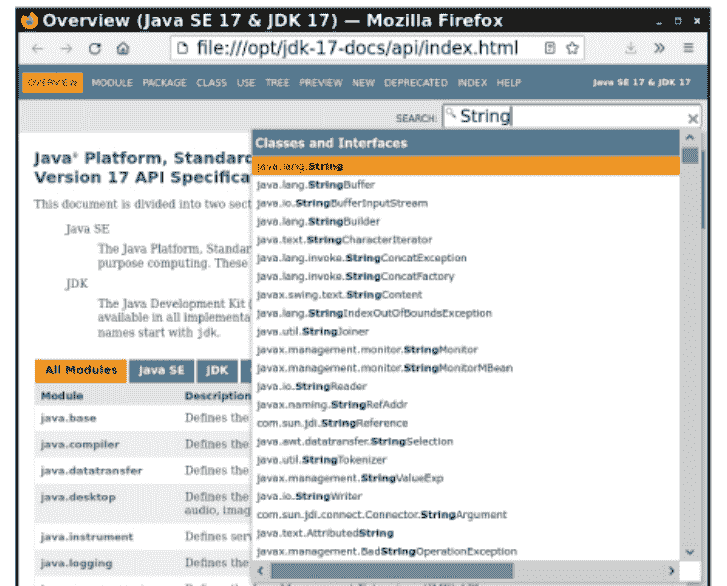 Overview (Java SE 17 & JDK 17) — Mozilla Firefox
file:///opt/jdk-17-docs/api/index.html
OVERVIEW MODULE PACKAGE CLASS USE TREE PREVIEW NEW DEPRECATED INDEX HELP Java SE 17 & JDK 17
SEARCH: String
Classes and Interfaces
java.lang.String
java.lang.StringBuffer
java.io.StringBufferInputStream
java.lang.StringBuilder
java.text.StringCharacterIterator
java.lang.invoke.StringConcatException
java.lang.invoke.StringConcatFactory
javax.swing.text.StringContent
java.lang.StringIndexOutOfBoundsException
java.util.StringJoiner
javax.management.monitor.StringMonitor
javax.management.monitor.StringMonitorMBean
java.io.StringReader
javax.naming.StringRefAddr
com.sun.jdi.StringReference
java.awt.datatransfer.StringSelection
java.util.StringTokenizer
javax.management.StringValueExp
java.io.StringWriter
com.sun.jdi.connect.Connector.StringArgument
java.text.AttributedString
javax.management.BadStringOperationException
Java® Platform, Standard
Version 17 API Specifica
This document is divided into two sect
Java SE
The Java Platform, Standar
purpose computing. These
JDK
The Java Development Kit (
available in all implementa
names start with jdk.
All Modules Java SE JDK
Module Description
java.base Defines the
java.compiler Defines the
java.datatransfer Defines the
java.desktop Defines the
audio, imag
java.instrument Defines serv
java.logging Defines the